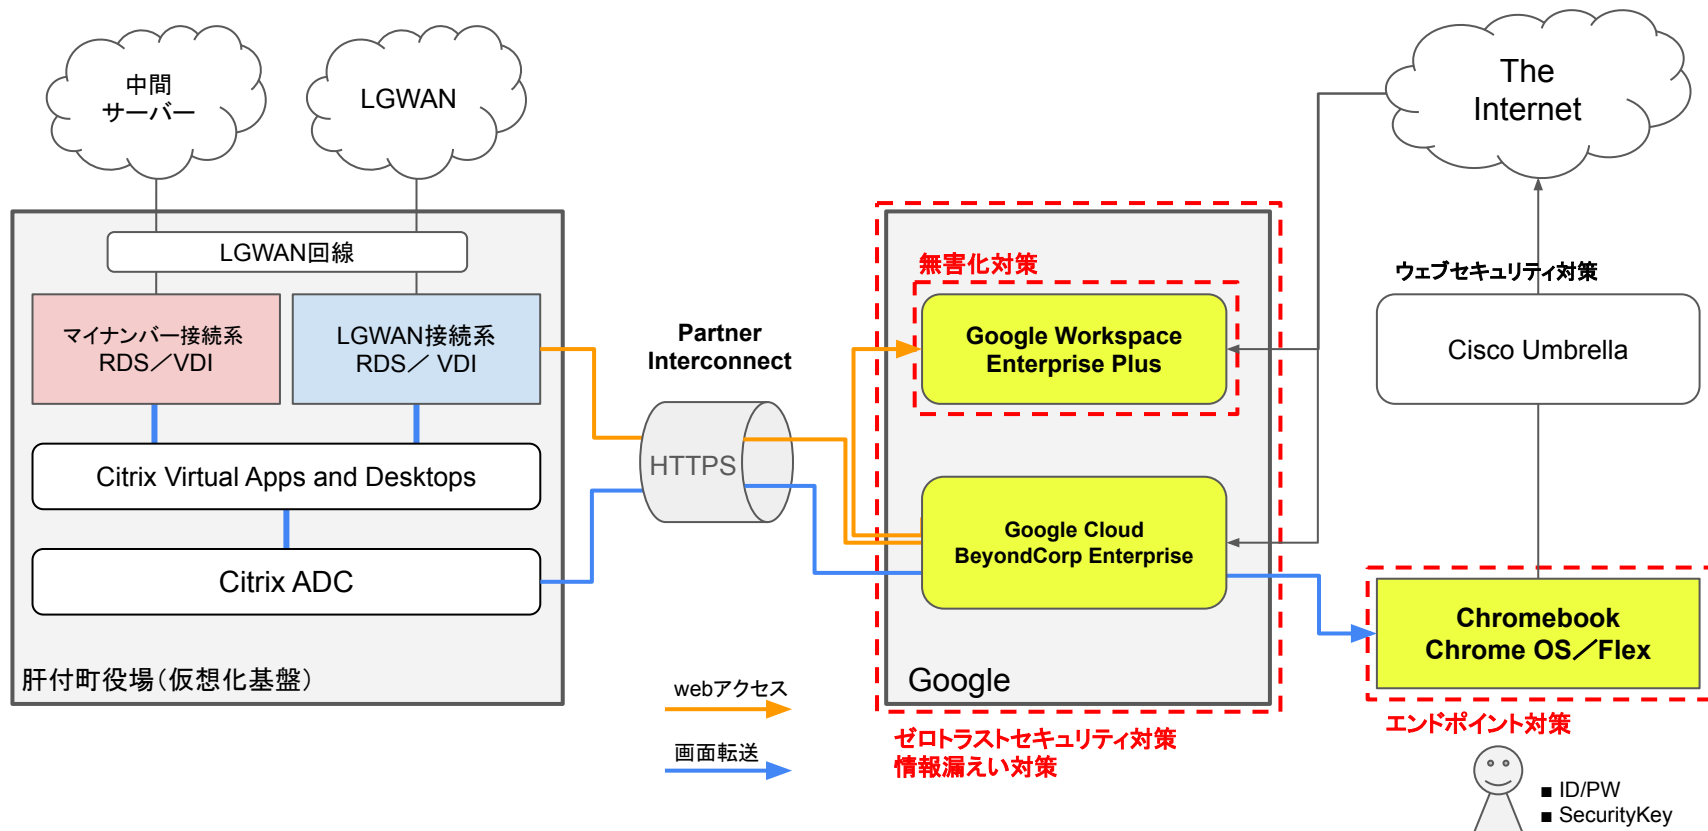 中間
サーバー
LGWAN
The
Internet
LGWAN回線
マイナンバー接続系
RDS／VDI
LGWAN接続系
RDS／ VDI
Citrix Virtual Apps and Desktops
Citrix ADC
肝付町役場（仮想化基盤）
Partner
Interconnect
HTTPS
webアクセス
画面転送
無害化対策
Google Workspace
Enterprise Plus
Google Cloud
BeyondCorp Enterprise
Google
ゼロトラストセキュリティ対策
情報漏えい対策
ウェブセキュリティ対策
Cisco Umbrella
Chromebook
Chrome OS／Flex
エンドポイント対策
■ ID/PW
■ SecurityKey